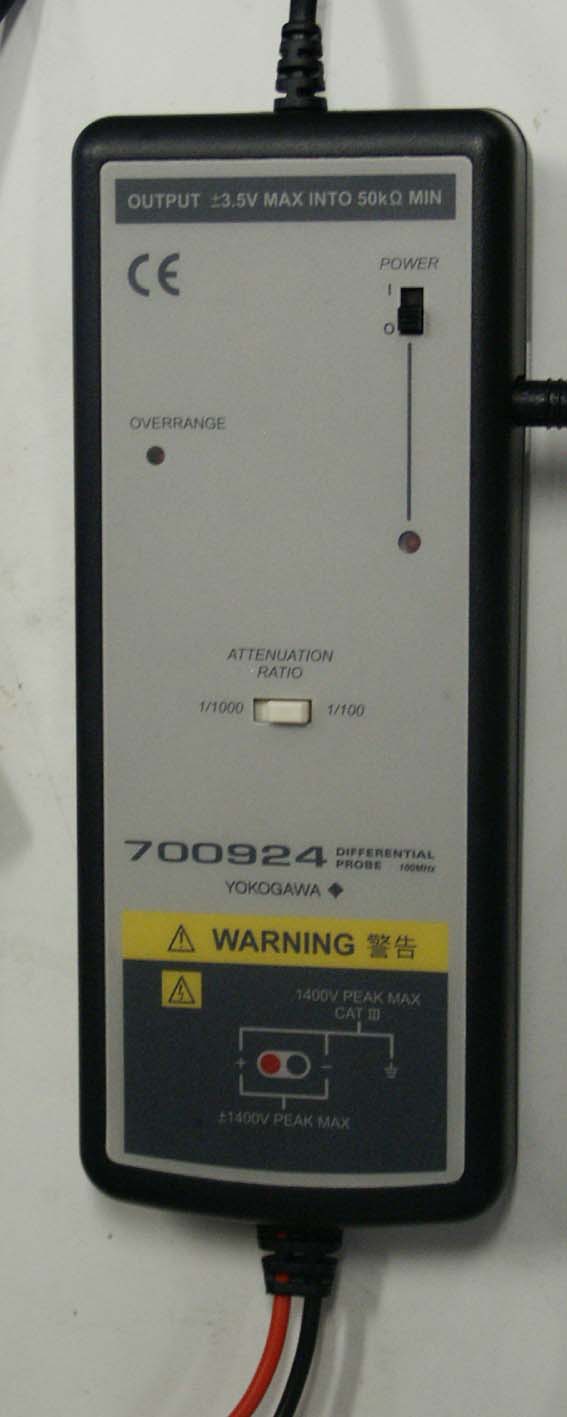 OUTPUT ±3.5V MAX INTO 50kΩ MIN
CE
POWER
I
O
OVERRANGE
ATTENUATION
RATIO
1/1000 1/100
700924 DIFFERENTIAL
PROBE 100MHz
YOKOGAWA
WARNING 警告
1400V PEAK MAX
CAT III
+ −
±1400V PEAK MAX